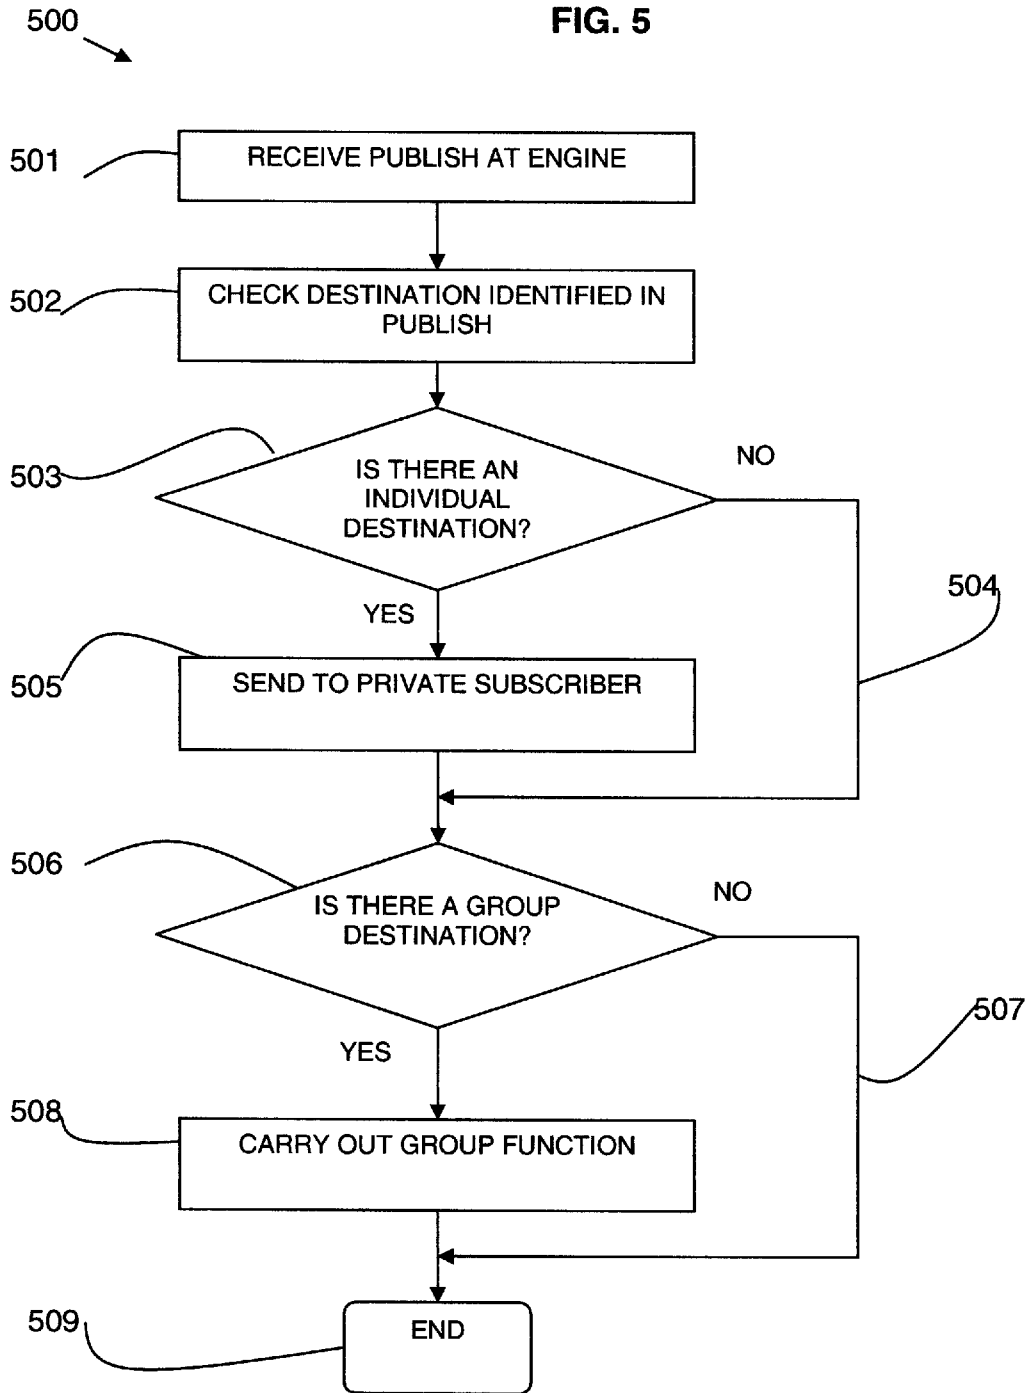 500
FIG. 5
501
RECEIVE PUBLISH AT ENGINE
502
CHECK DESTINATION IDENTIFIED IN
PUBLISH
503
IS THERE AN
INDIVIDUAL
DESTINATION?
NO
504
YES
505
SEND TO PRIVATE SUBSCRIBER
506
IS THERE A GROUP
DESTINATION?
NO
507
YES
508
CARRY OUT GROUP FUNCTION
509
END